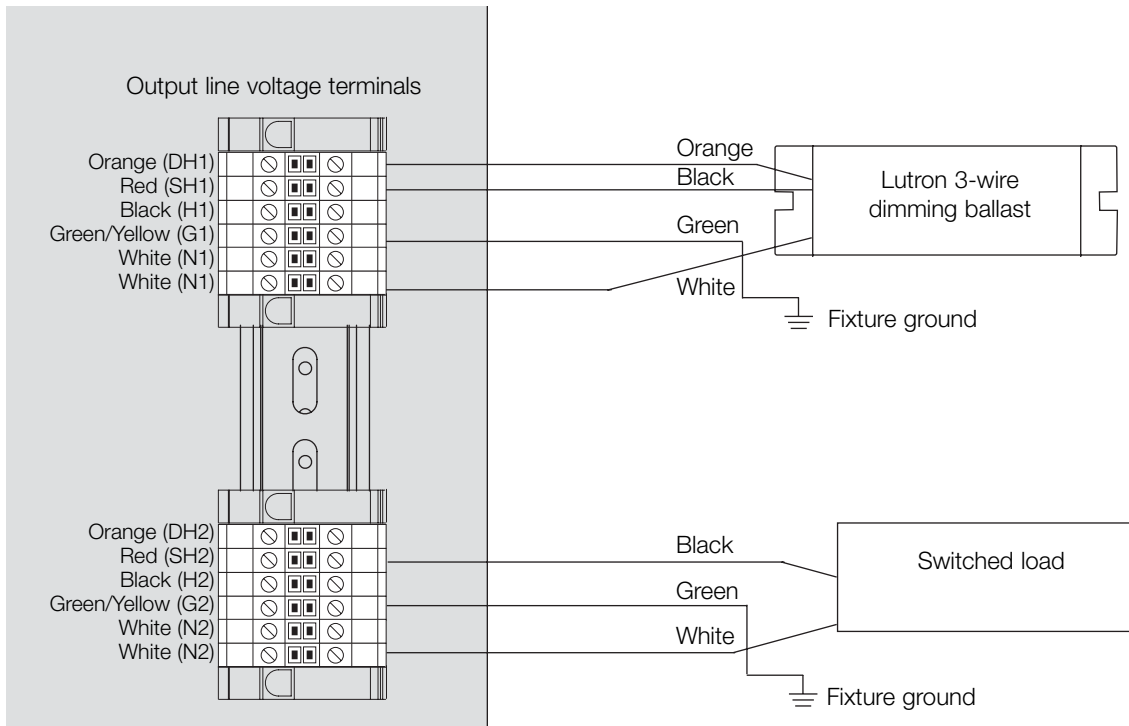 Output line voltage terminals
Orange (DH1)
Red (SH1)
Black (H1)
Green/Yellow (G1)
White (N1)
White (N1)
Orange
Black
Green
White
Lutron 3-wire
dimming ballast
Fixture ground
Orange (DH2)
Red (SH2)
Black (H2)
Green/Yellow (G2)
White (N2)
White (N2)
Black
Green
White
Switched load
Fixture ground